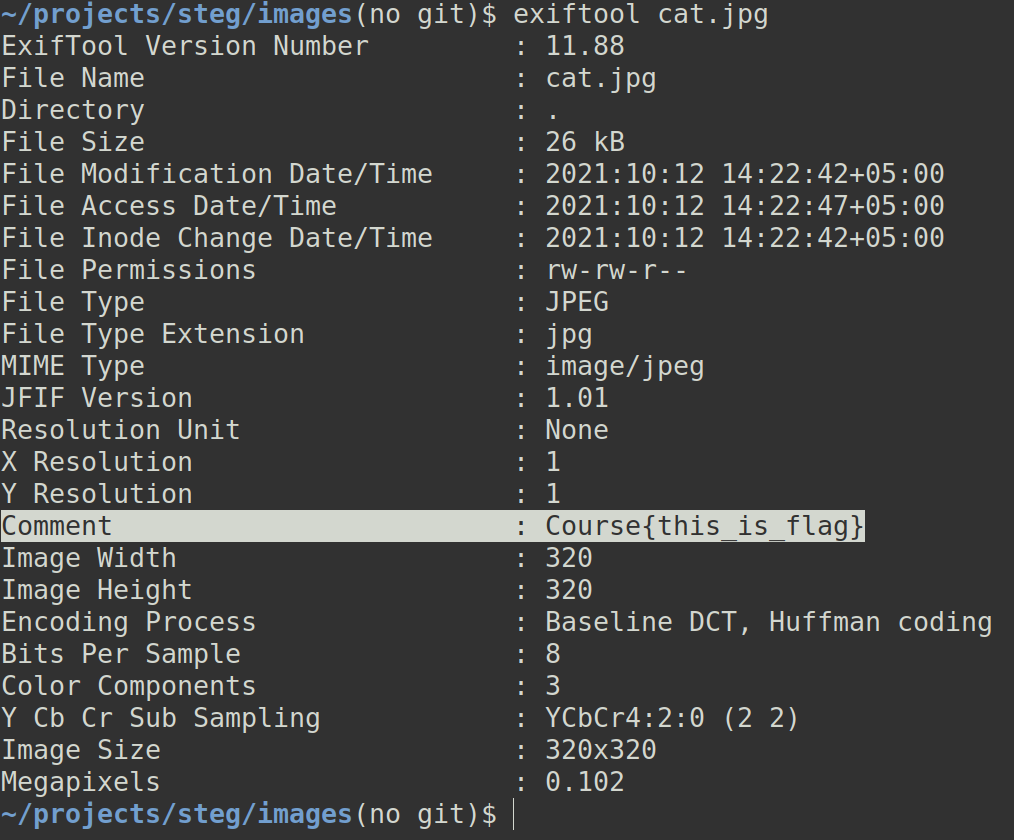 ~/projects/steg/images(no git)$ exiftool cat.jpg
ExifTool Version Number         : 11.88
File Name                       : cat.jpg
Directory                       : .
File Size                       : 26 kB
File Modification Date/Time     : 2021:10:12 14:22:42+05:00
File Access Date/Time           : 2021:10:12 14:22:47+05:00
File Inode Change Date/Time     : 2021:10:12 14:22:42+05:00
File Permissions                : rw-rw-r--
File Type                       : JPEG
File Type Extension             : jpg
MIME Type                       : image/jpeg
JFIF Version                    : 1.01
Resolution Unit                 : None
X Resolution                    : 1
Y Resolution                    : 1
Comment                         : Course{this_is_flag}
Image Width                     : 320
Image Height                    : 320
Encoding Process                : Baseline DCT, Huffman coding
Bits Per Sample                 : 8
Color Components                : 3
Y Cb Cr Sub Sampling            : YCbCr4:2:0 (2 2)
Image Size                      : 320x320
Megapixels                      : 0.102
~/projects/steg/images(no git)$